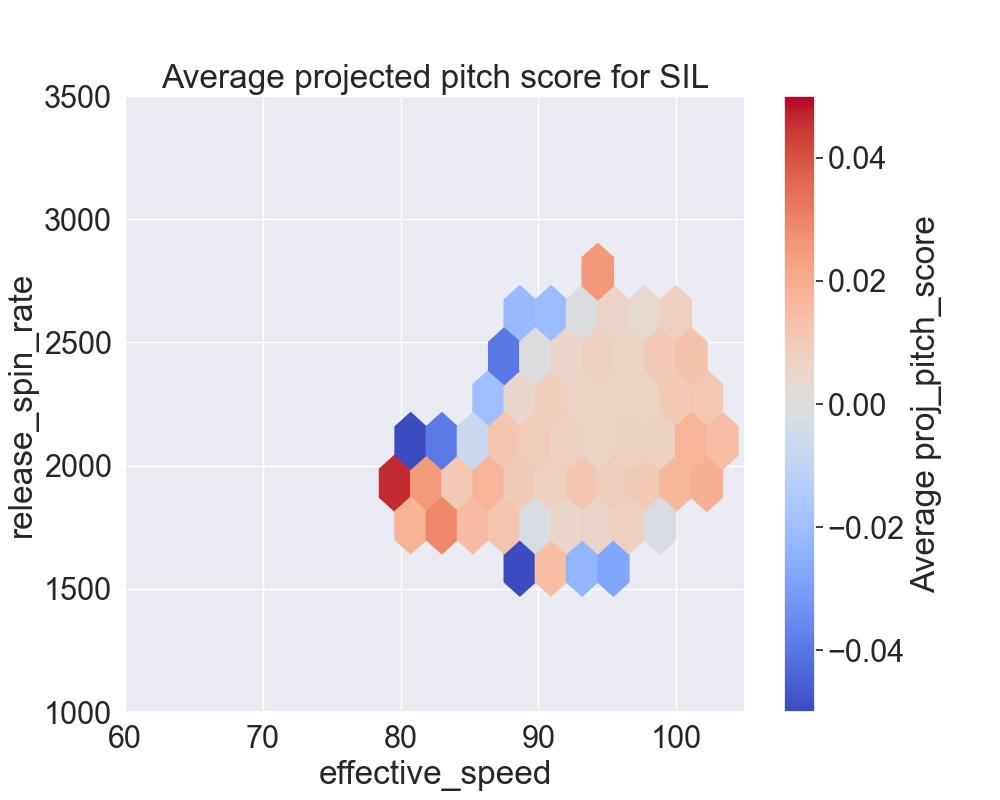 Average projected pitch score for SIL
3500
3000
2500
2000
1500
1000
release_spin_rate
60 70 80 90 100
effective_speed
0.04
0.02
0.00
−0.02
−0.04
Average proj_pitch_score